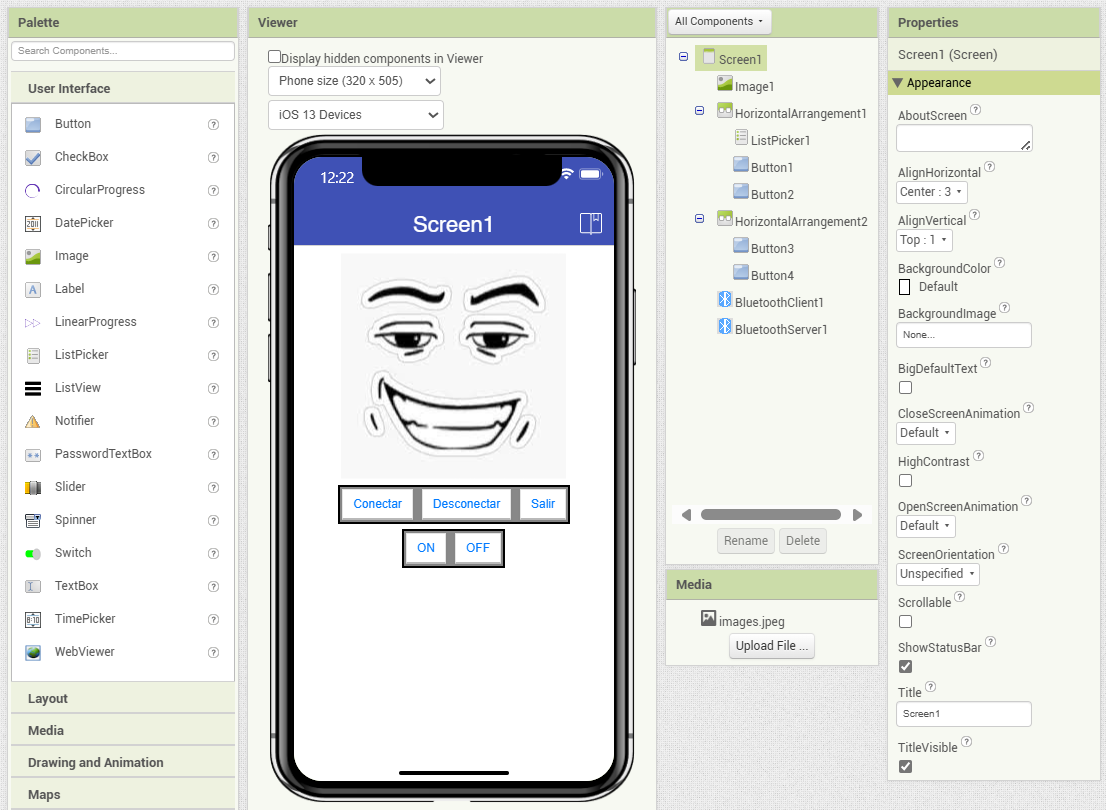 Palette
Search Components...
User Interface
Button
CheckBox
CircularProgress
DatePicker
Image
Label
LinearProgress
ListPicker
ListView
Notifier
PasswordTextBox
Slider
Spinner
Switch
TextBox
TimePicker
WebViewer
Layout
Media
Drawing and Animation
Maps
Viewer
Display hidden components in Viewer
Phone size (320 x 505)
iOS 13 Devices
12:22
Screen1
Conectar Desconectar Salir
ON OFF
All Components
Screen1
Image1
HorizontalArrangement1
ListPicker1
Button1
Button2
HorizontalArrangement2
Button3
Button4
BluetoothClient1
BluetoothServer1
Rename Delete
Media
images.jpeg
Upload File ...
Properties
Screen1 (Screen)
Appearance
AboutScreen
AlignHorizontal
Center : 3
AlignVertical
Top : 1
BackgroundColor
Default
BackgroundImage
None...
BigDefaultText
CloseScreenAnimation
Default
HighContrast
OpenScreenAnimation
Default
ScreenOrientation
Unspecified
Scrollable
ShowStatusBar
Title
Screen1
TitleVisible